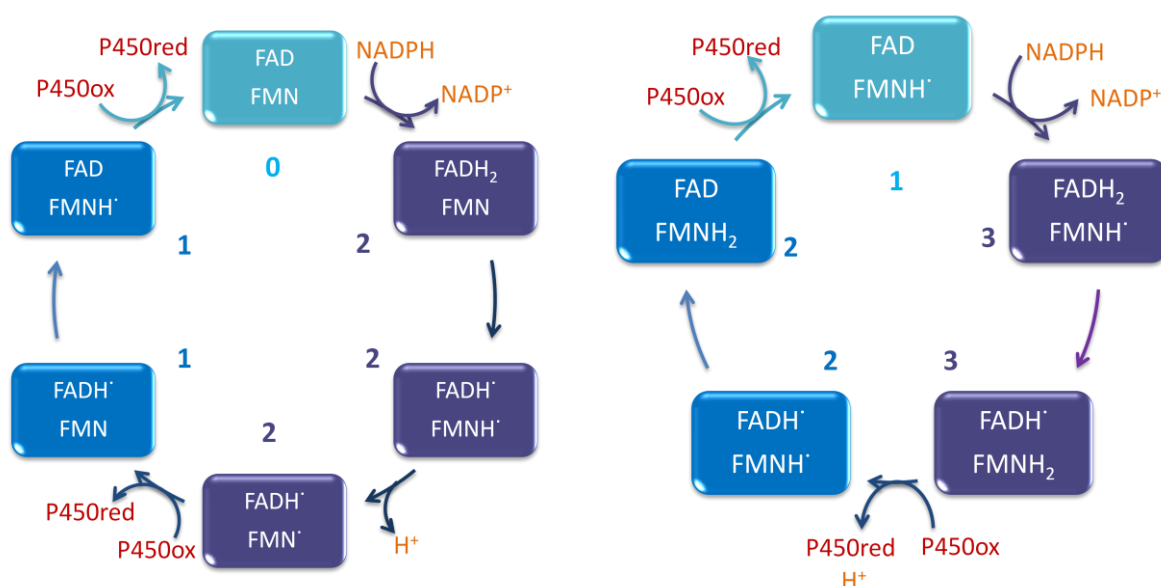 P450red
P450ox
FAD
FMN
NADPH
NADP⁺
0
FAD
FMNH˙
1
FADH₂
FMN
2
FADH˙
FMN
1
FADH˙
FMNH˙
2
2
FADH˙
FMN˙
P450red
P450ox
H⁺
P450red
P450ox
FAD
FMNH˙
NADPH
NADP⁺
1
FAD
FMNH₂
2
FADH₂
FMNH˙
3
2
3
FADH˙
FMNH˙
FADH˙
FMNH₂
P450red
P450ox
H⁺